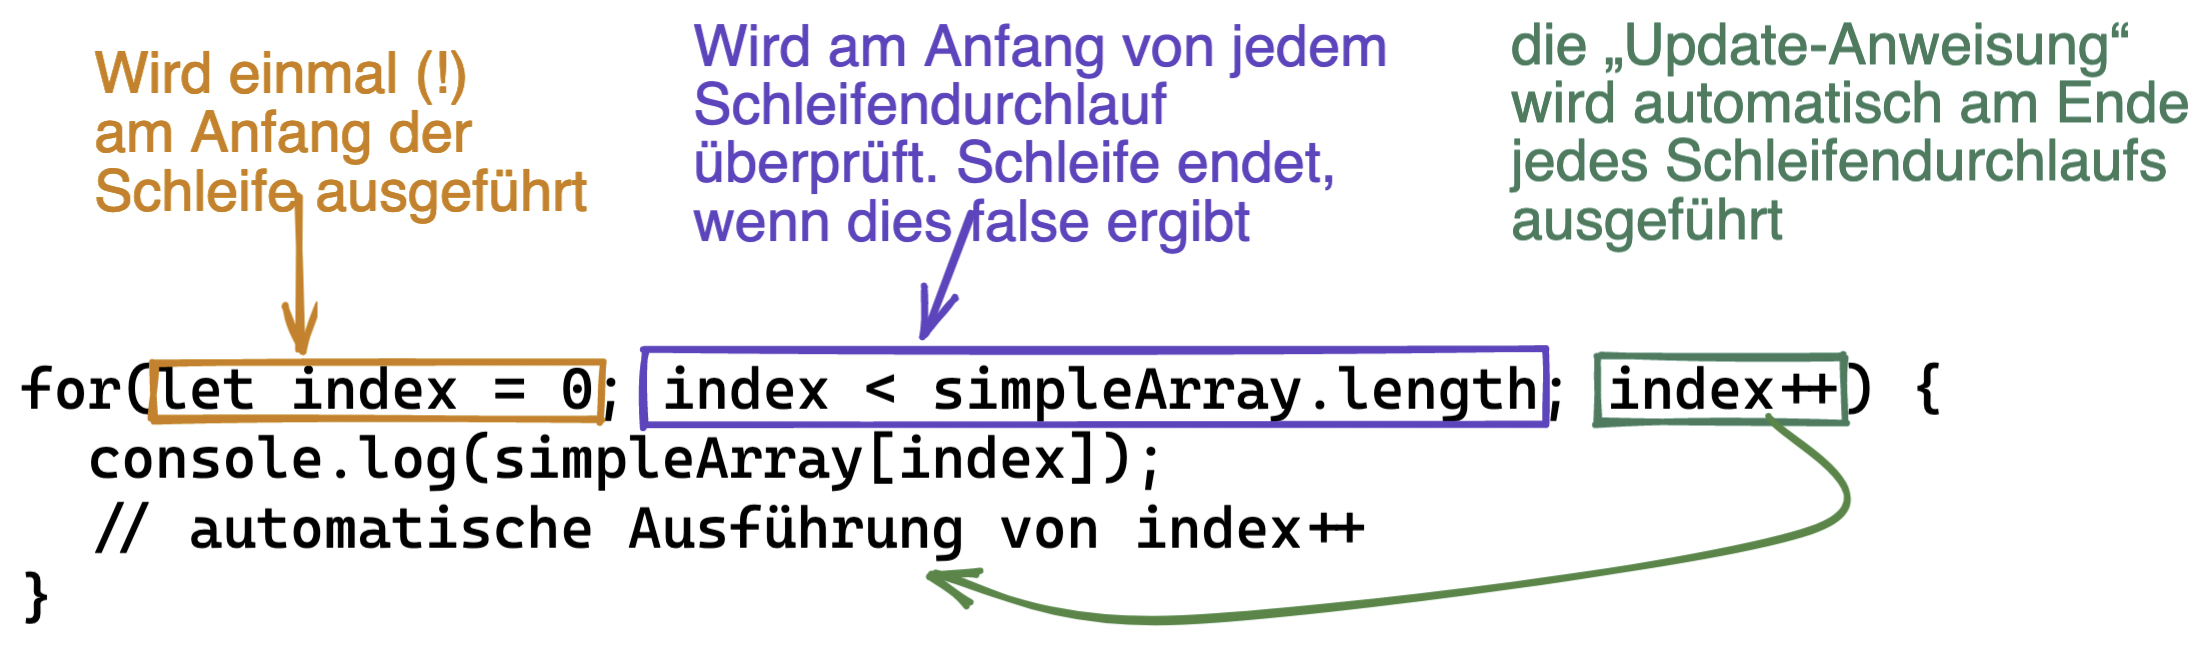 Wird einmal (!)
am Anfang der
Schleife ausgeführt
Wird am Anfang von jedem
Schleifendurchlauf
überprüft. Schleife endet,
wenn dies false ergibt
die „Update-Anweisung“
wird automatisch am Ende
jedes Schleifendurchlaufs
ausgeführt
for(let index = 0; index < simpleArray.length; index++) {
  console.log(simpleArray[index]);
  // automatische Ausführung von index++
}